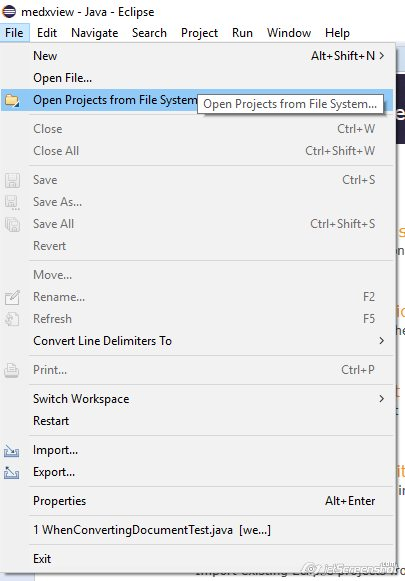 medxview - Java - Eclipse
File Edit Navigate Search Project Run Window Help
New Alt+Shift+N >
Open File...
Open Projects from File System
Open Projects from File System...
Close Ctrl+W
Close All Ctrl+Shift+W
Save Ctrl+S
Save As...
Save All Ctrl+Shift+S
Revert
Move...
Rename... F2
Refresh F5
Convert Line Delimiters To >
Print... Ctrl+P
Switch Workspace >
Restart
Import...
Export...
Properties Alt+Enter
1 WhenConvertingDocumentTest.java [we...]
Exit